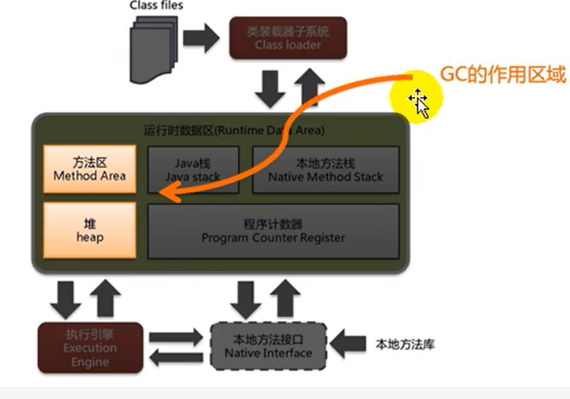 Class files
类装载器子系统
Class loader
GC的作用区域
运行时数据区(Runtime Data Area)
方法区
Method Area
Java栈
Java stack
本地方法栈
Native Method Stack
堆
heap
程序计数器
Program Counter Register
执行引擎
Execution
Engine
本地方法接口
Native Interface
本地方法库